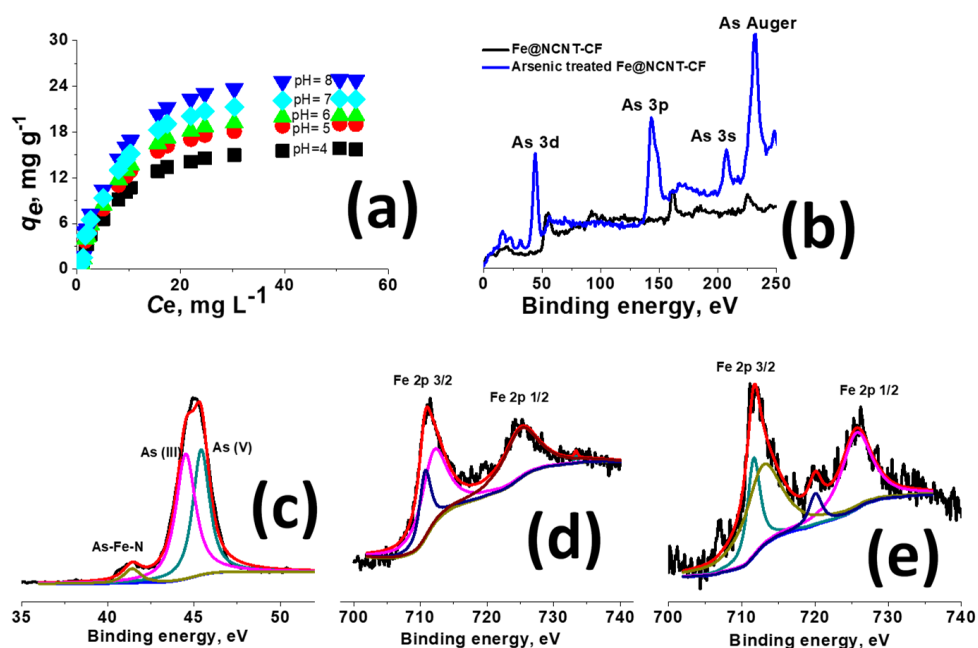 30
24
18
12
6
0
qe, mg g-1
pH= 8
pH= 7
pH= 6
pH= 5
pH=4
(a)
0 20 40 60
Ce, mg L-1
As Auger
Fe@NCNT-CF
Arsenic treated Fe@NCNT-CF
As 3p
As 3d
As 3s
(b)
0 50 100 150 200 250
Binding energy, eV
As (III)
As (V)
As-Fe-N
(c)
35 40 45 50
Binding energy, eV
Fe 2p 3/2
Fe 2p 1/2
(d)
700 710 720 730 740
Binding energy, eV
Fe 2p 3/2
Fe 2p 1/2
(e)
700 710 720 730 740
Binding energy, eV